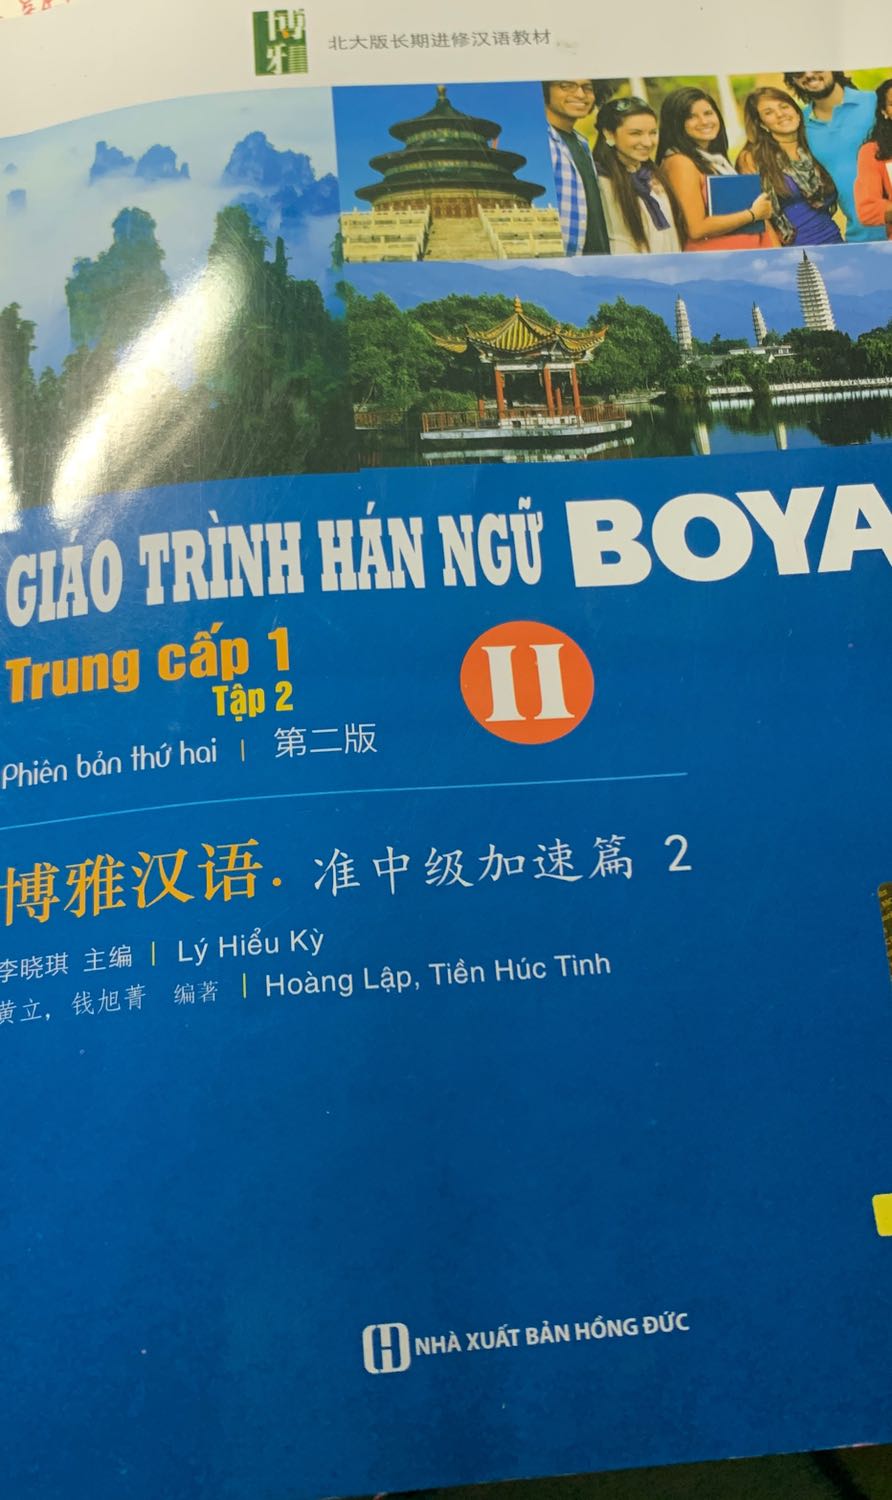 博雅
北大版长期进修汉语教材
GIÁO TRÌNH HÁN NGỮ BOYA
Trung cấp 1
Tập 2
II
Phiên bản thứ hai | 第二版
博雅汉语. 准中级加速篇 2
李晓琪 主编 | Lý Hiểu Kỳ
黄立，钱旭菁 编著 | Hoàng Lập, Tiền Húc Tinh
NHÀ XUẤT BẢN HỒNG ĐỨC